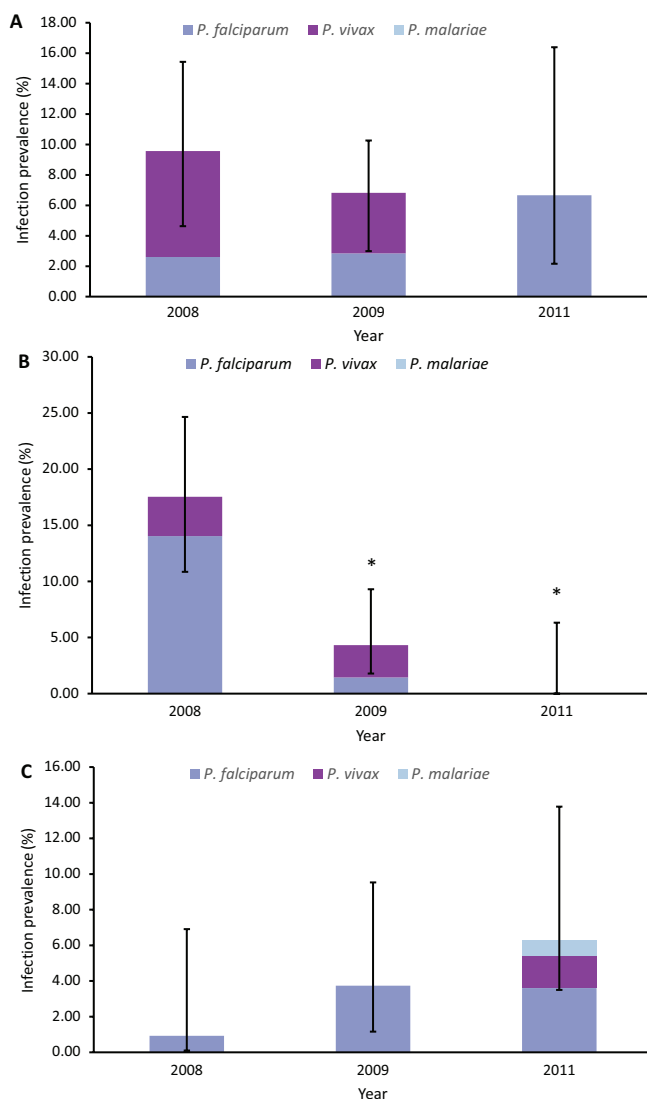 A
P. falciparum P. vivax P. malariae
Infection prevalence (%)
18.00
16.00
14.00
12.00
10.00
8.00
6.00
4.00
2.00
0.00
2008 2009 2011
Year
B
P. falciparum P. vivax P. malariae
Infection prevalence (%)
30.00
25.00
20.00
15.00
10.00
5.00
0.00
* *
2008 2009 2011
Year
C
P. falciparum P. vivax P. malariae
Infection prevalence (%)
16.00
14.00
12.00
10.00
8.00
6.00
4.00
2.00
0.00
2008 2009 2011
Year